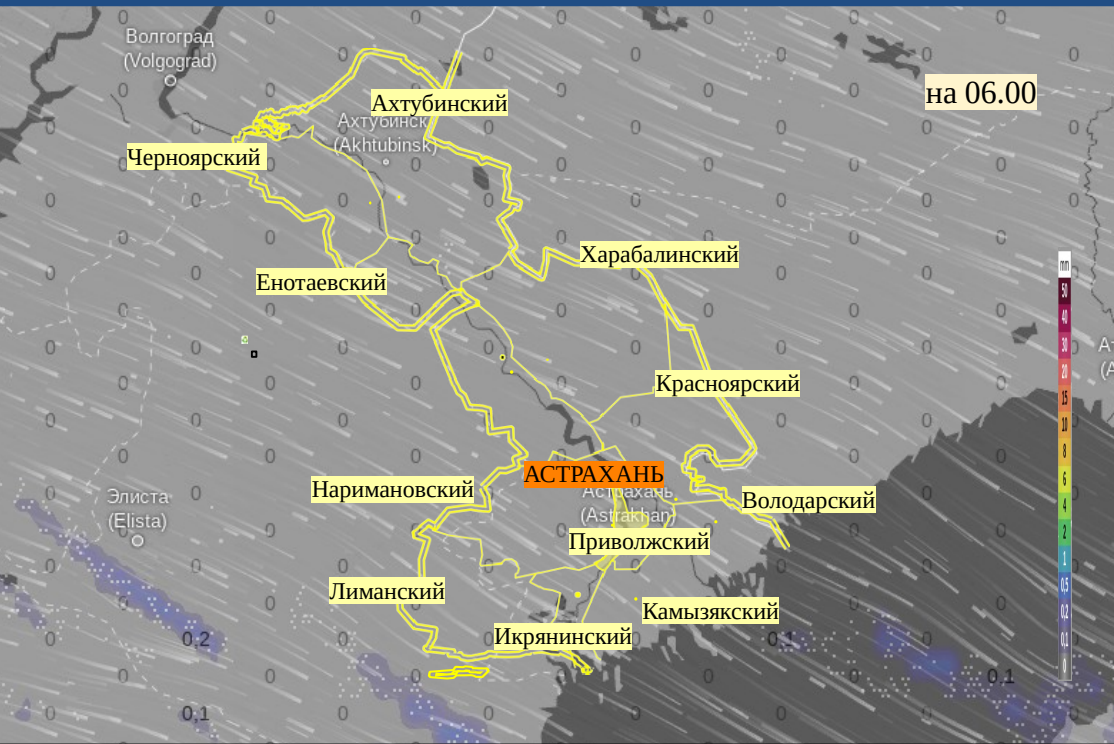 Волгоград
(Volgograd)
на 06.00
Ахтубинский
Ахтубинск
(Akhtubinsk)
Черноярский
Харабалинский
Енотаевский
mm
50
40
30
20
15
10
8
6
4
2
1
0,5
0,2
0,1
0
Красноярский
АСТРАХАНЬ
Астрахань
(Astrakhan)
Наримановский
Элиста
(Elista)
Володарский
Приволжский
Лиманский
Камызякский
Икрянинский
0,2
0,1
0,1
0,1